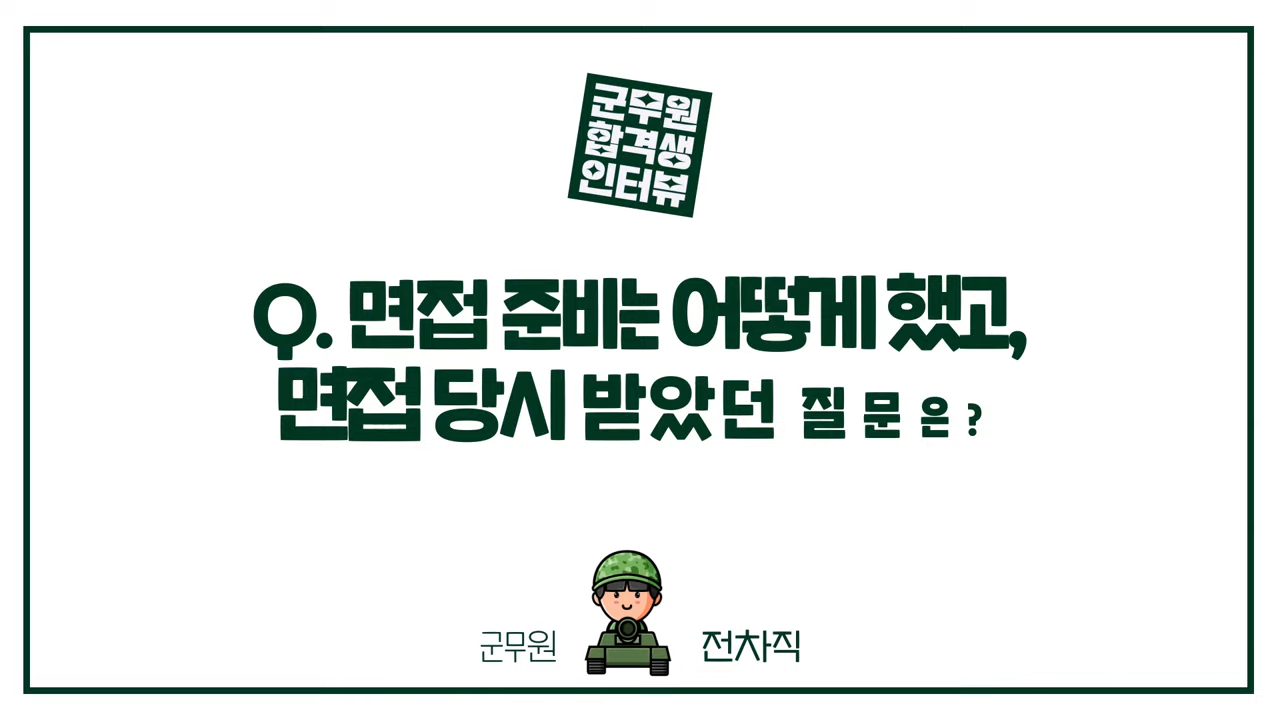 군무원
합격생
인터뷰
Q. 면접 준비는 어떻게 했고,
면접 당시 받았던 질문은?
군무원 전차직